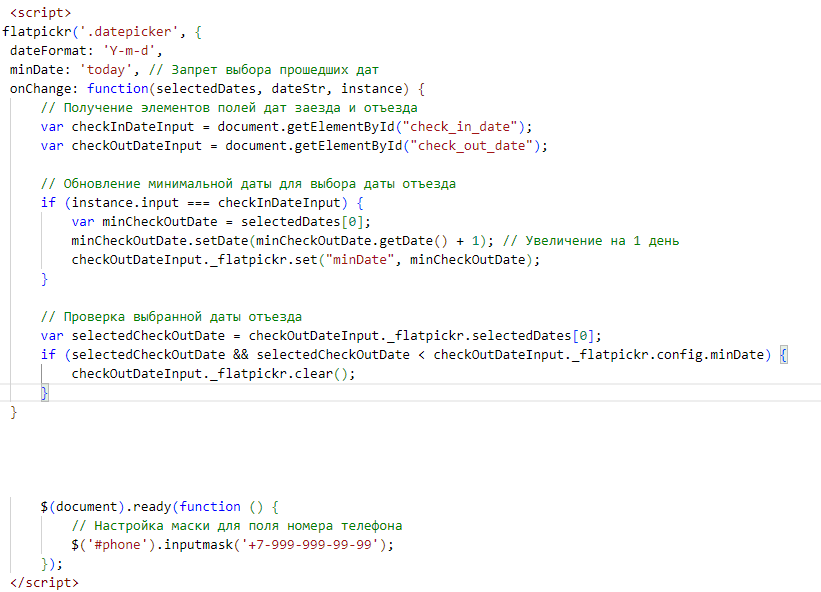 <script>
flatpickr('.datepicker', {
dateFormat: 'Y-m-d',
minDate: 'today', // Запрет выбора прошедших дат
onChange: function(selectedDates, dateStr, instance) {
// Получение элементов полей дат заезда и отъезда
var checkInDateInput = document.getElementById("check_in_date");
var checkOutDateInput = document.getElementById("check_out_date");
// Обновление минимальной даты для выбора даты отъезда
if (instance.input === checkInDateInput) {
var minCheckOutDate = selectedDates[0];
minCheckOutDate.setDate(minCheckOutDate.getDate() + 1); // Увеличение на 1 день
checkOutDateInput._flatpickr.set("minDate", minCheckOutDate);
}
// Проверка выбранной даты отъезда
var selectedCheckOutDate = checkOutDateInput._flatpickr.selectedDates[0];
if (selectedCheckOutDate && selectedCheckOutDate < checkOutDateInput._flatpickr.config.minDate) {
checkOutDateInput._flatpickr.clear();
}
}
$(document).ready(function () {
// Настройка маски для поля номера телефона
$('#phone').inputmask('+7-999-999-99-99');
});
</script>